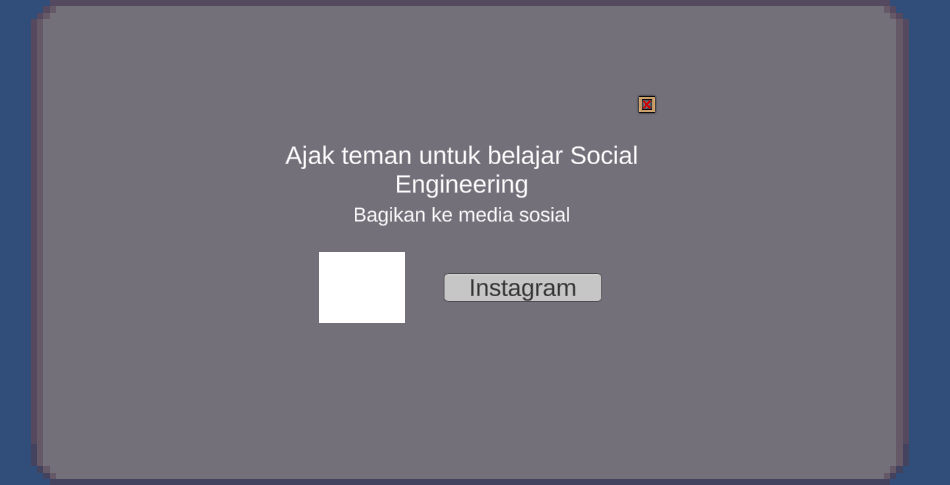 Ajak teman untuk belajar Social
Engineering
Bagikan ke media sosial
Instagram